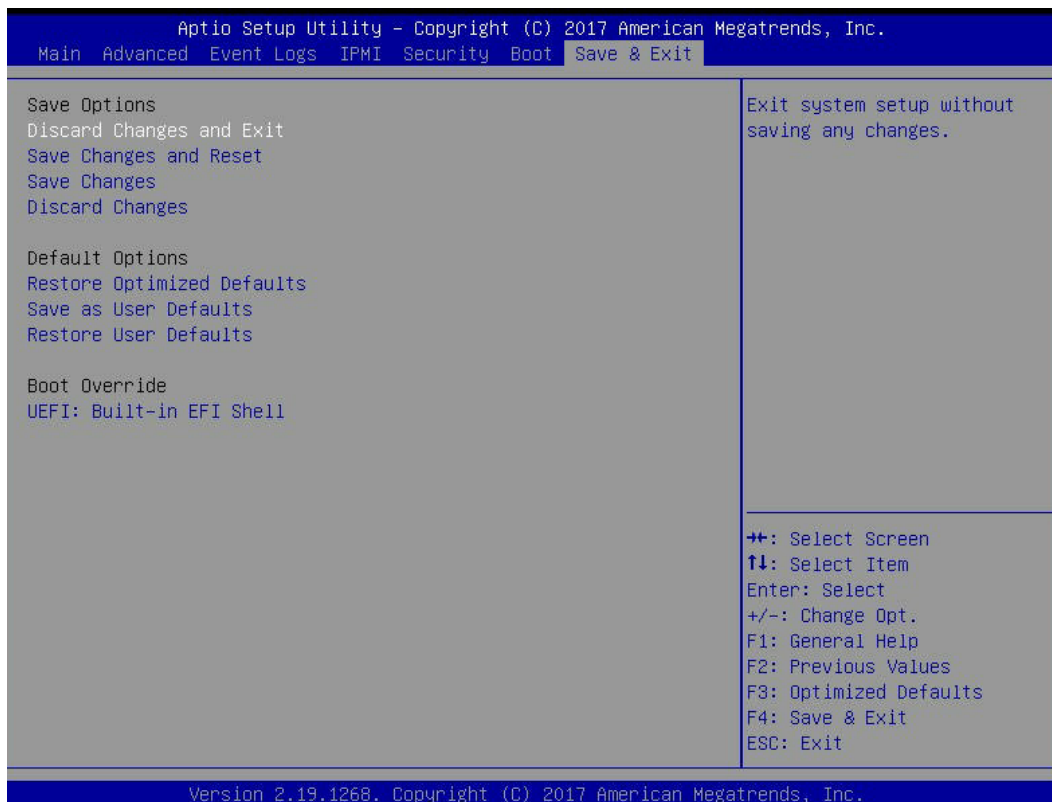 Aptio Setup Utility – Copyright (C) 2017 American Megatrends, Inc.
Main Advanced Event Logs IPMI Security Boot Save & Exit
Save Options
Discard Changes and Exit
Save Changes and Reset
Save Changes
Discard Changes
Default Options
Restore Optimized Defaults
Save as User Defaults
Restore User Defaults
Boot Override
UEFI: Built-in EFI Shell
Exit system setup without
saving any changes.
→←: Select Screen
↑↓: Select Item
Enter: Select
+/-: Change Opt.
F1: General Help
F2: Previous Values
F3: Optimized Defaults
F4: Save & Exit
ESC: Exit
Version 2.19.1268. Copyright (C) 2017 American Megatrends, Inc.